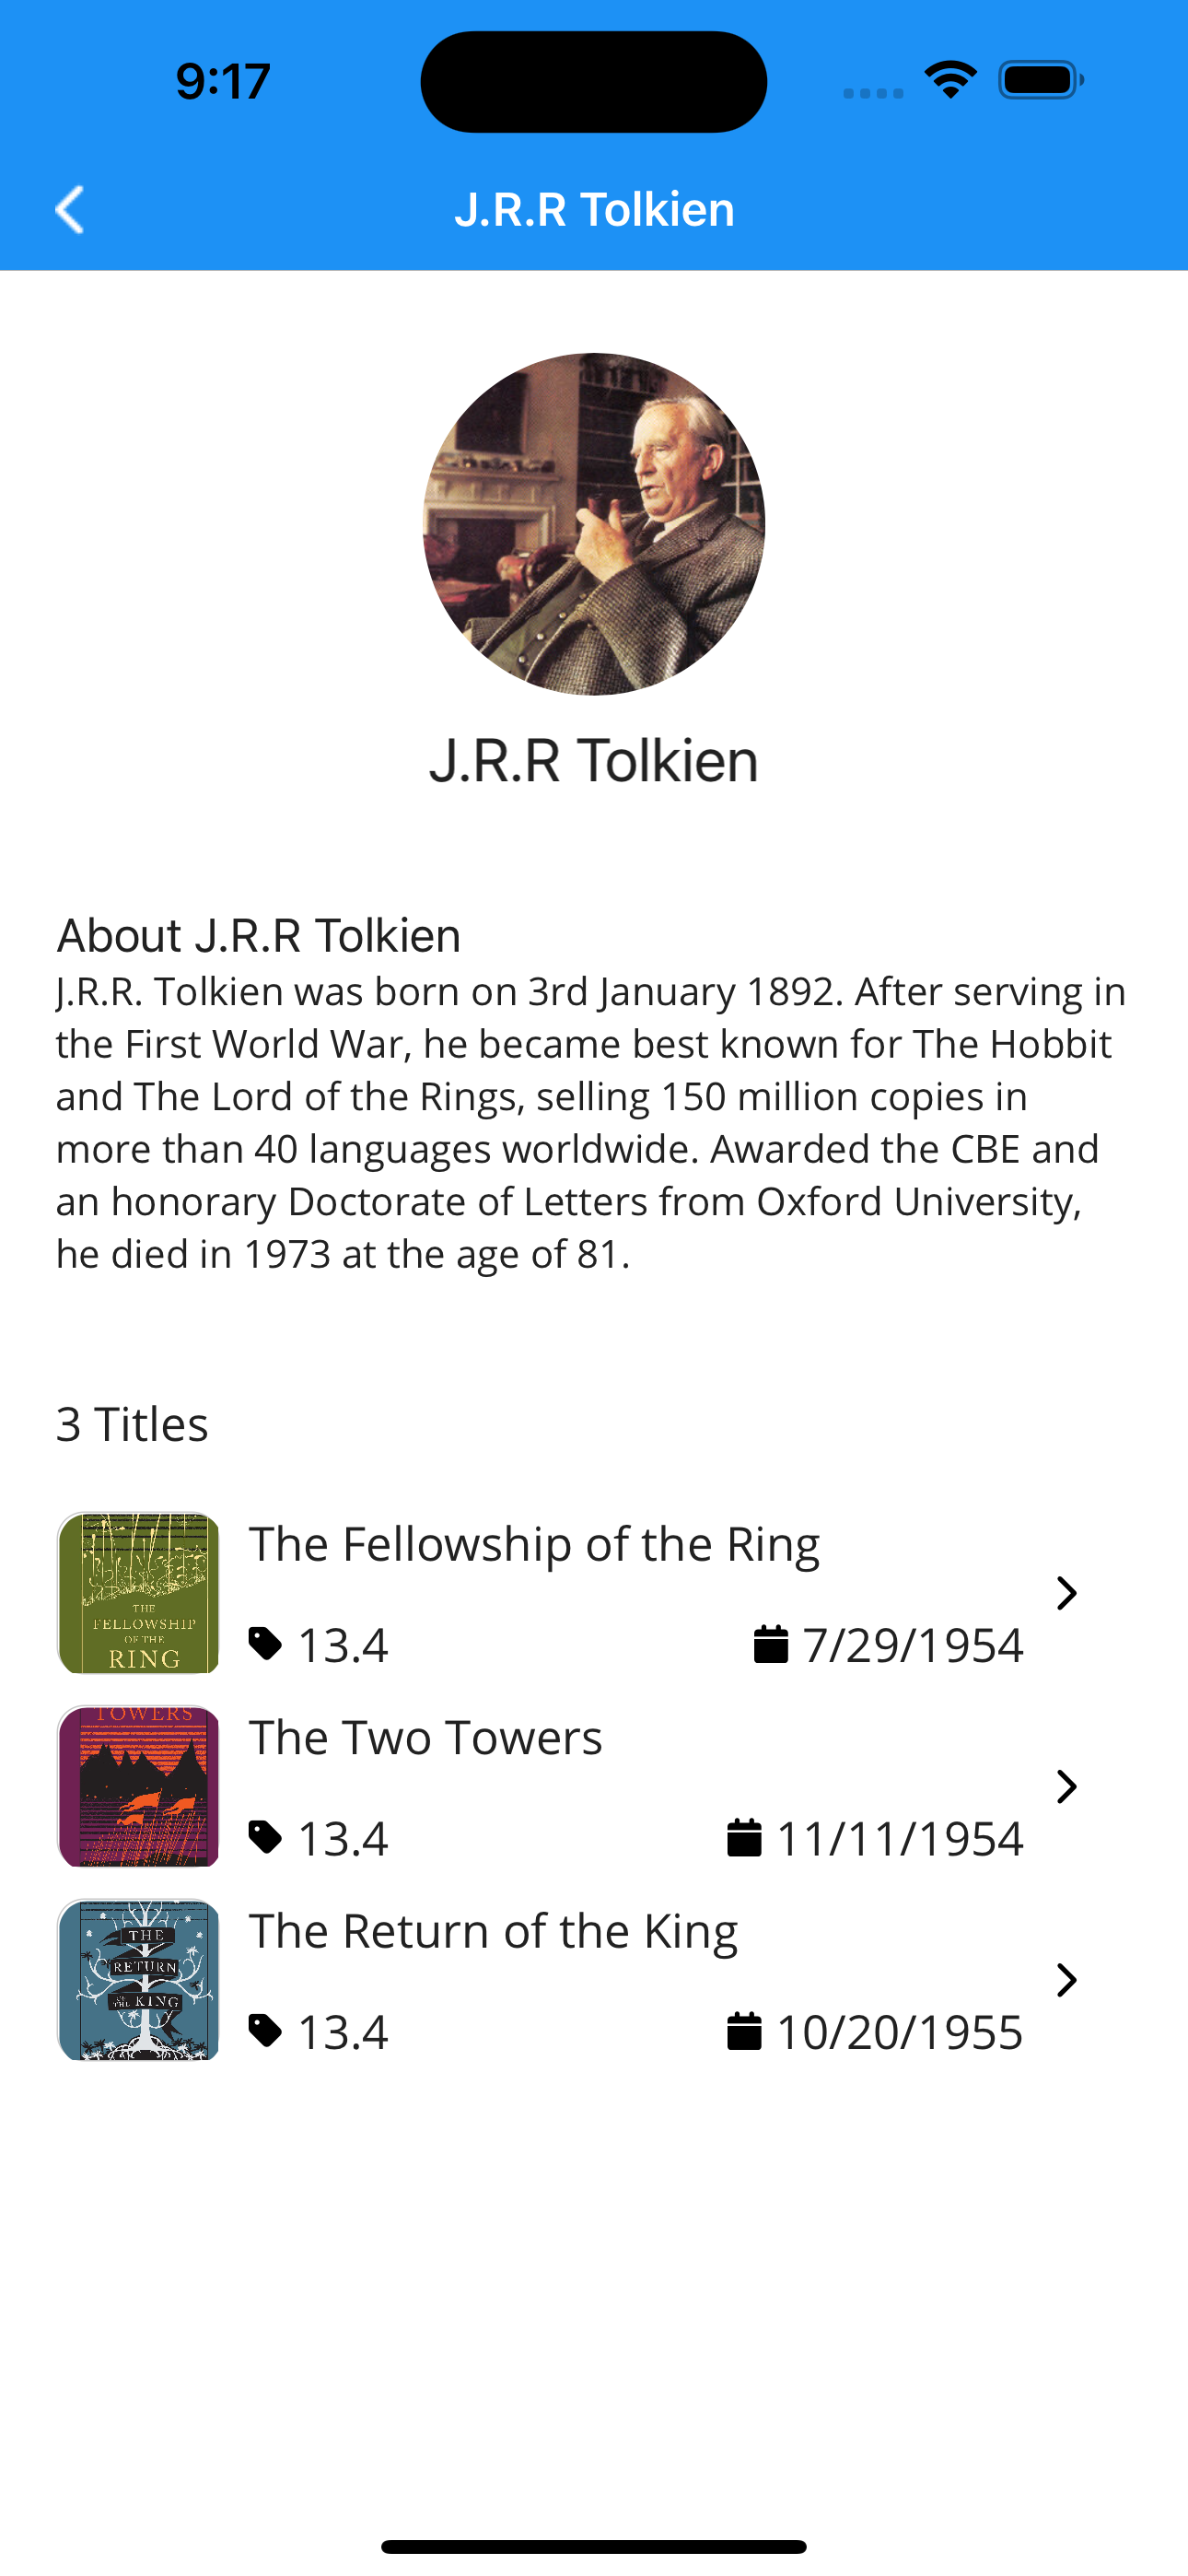 9:17
J.R.R Tolkien
J.R.R Tolkien
About J.R.R Tolkien
J.R.R. Tolkien was born on 3rd January 1892. After serving in
the First World War, he became best known for The Hobbit
and The Lord of the Rings, selling 150 million copies in
more than 40 languages worldwide. Awarded the CBE and
an honorary Doctorate of Letters from Oxford University,
he died in 1973 at the age of 81.
3 Titles
THE
FELLOWSHIP
OF THE
RING
The Fellowship of the Ring
13.4
7/29/1954
TOWERS
The Two Towers
13.4
11/11/1954
THE
RETURN
OF THE KING
The Return of the King
13.4
10/20/1955